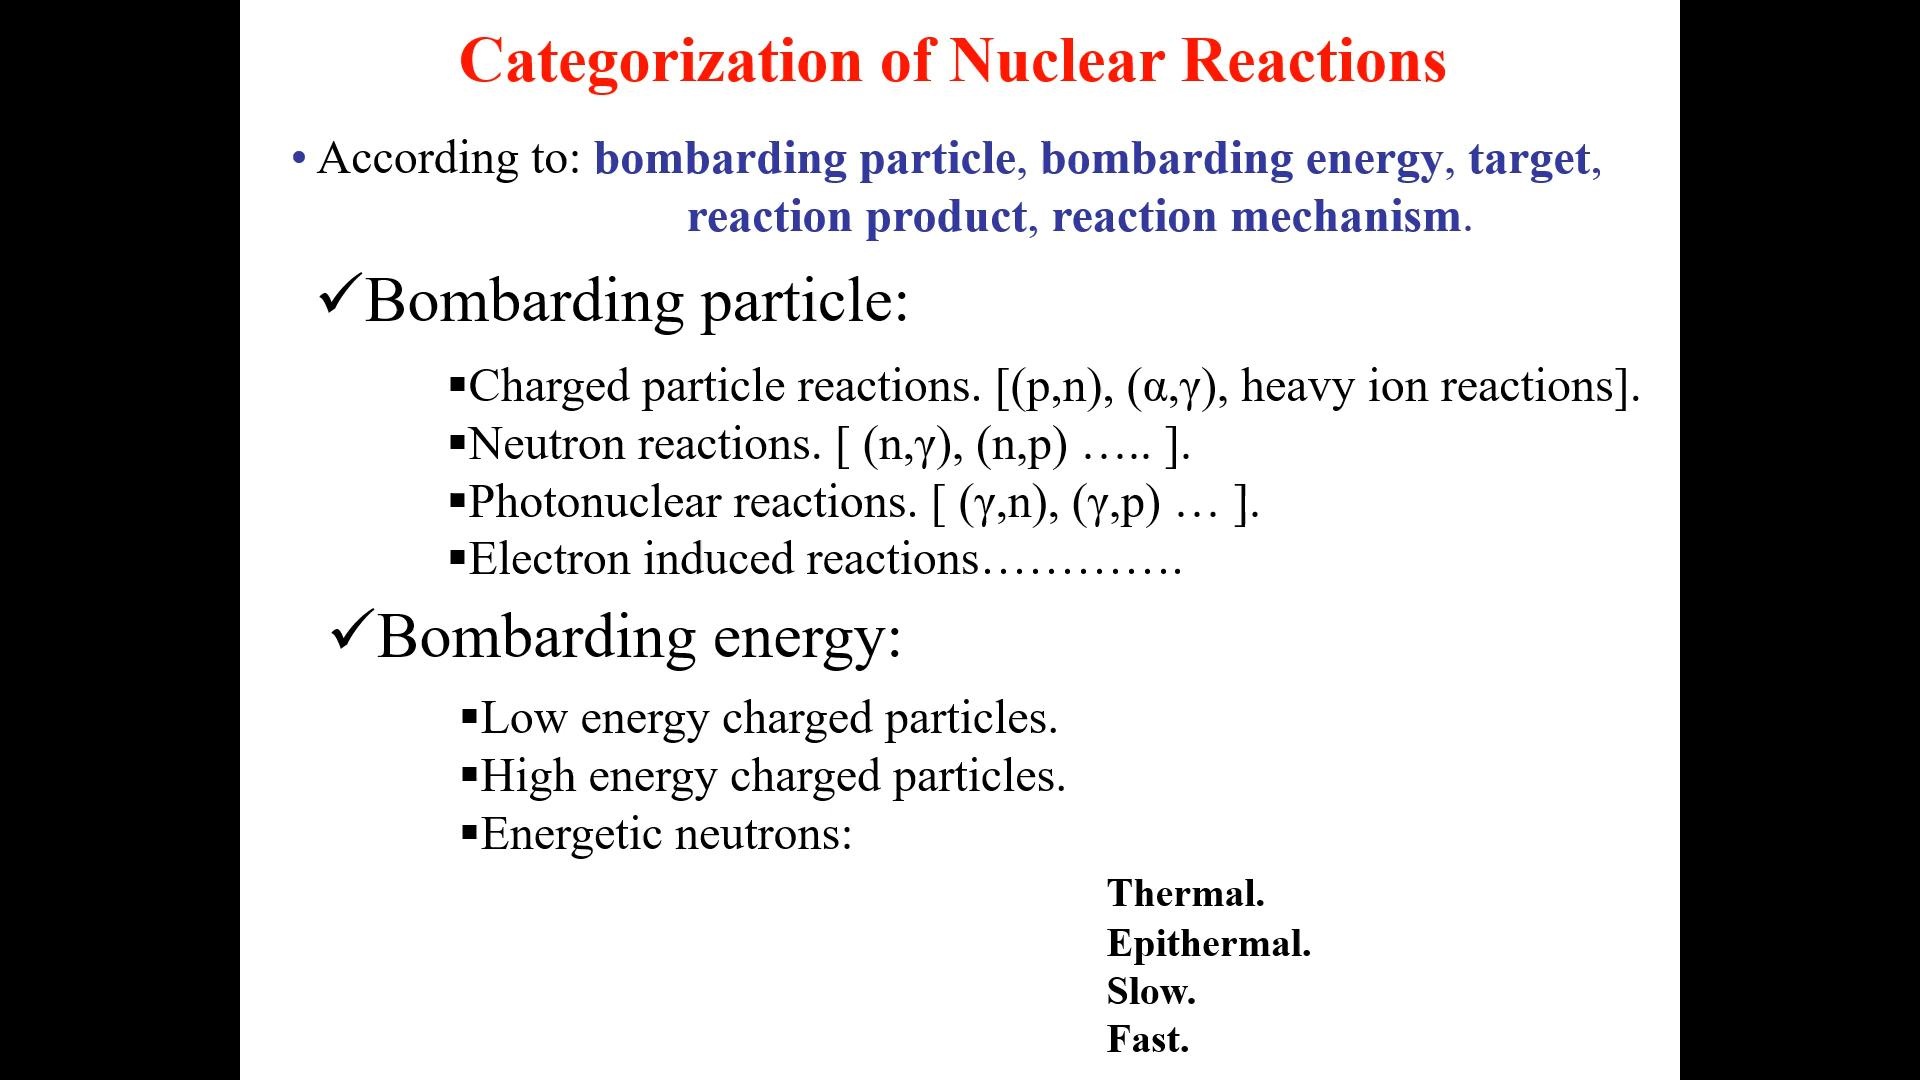 Categorization of Nuclear Reactions
• According to: bombarding particle, bombarding energy, target,
reaction product, reaction mechanism.
✓Bombarding particle:
▪Charged particle reactions. [(p,n), (α,γ), heavy ion reactions].
▪Neutron reactions. [ (n,γ), (n,p) ….. ].
▪Photonuclear reactions. [ (γ,n), (γ,p) … ].
▪Electron induced reactions………….
✓Bombarding energy:
▪Low energy charged particles.
▪High energy charged particles.
▪Energetic neutrons:
Thermal.
Epithermal.
Slow.
Fast.